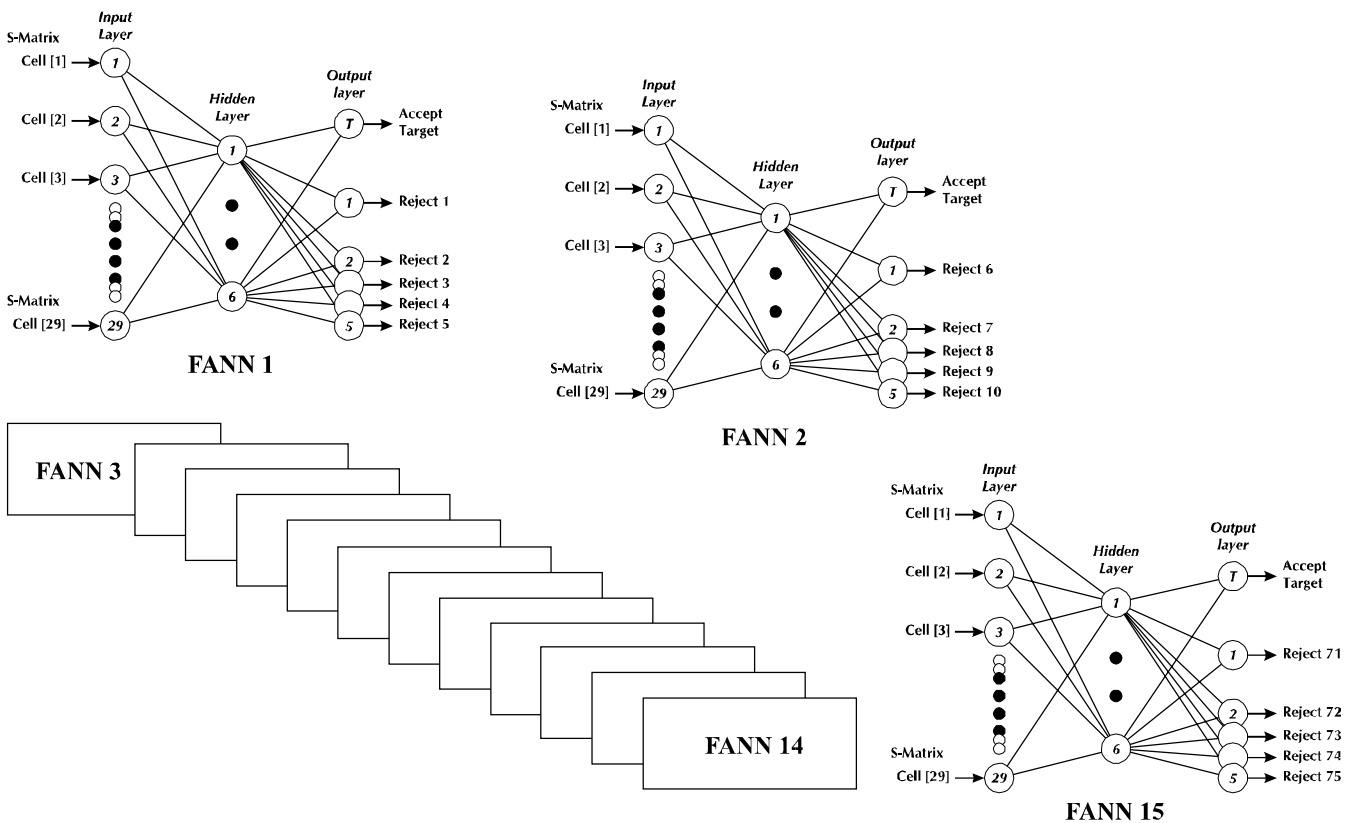 Input
Layer
S-Matrix
Cell [1]
1
Cell [2]
2
Cell [3]
3
S-Matrix
Cell [29]
29
Hidden
Layer
1
6
Output
layer
T
Accept
Target
1
Reject 1
2
Reject 2
Reject 3
Reject 4
5
Reject 5
FANN 1
Input
Layer
S-Matrix
Cell [1]
1
Cell [2]
2
Cell [3]
3
S-Matrix
Cell [29]
29
Hidden
Layer
1
6
Output
layer
T
Accept
Target
1
Reject 6
2
Reject 7
Reject 8
Reject 9
5
Reject 10
FANN 2
FANN 3
FANN 14
Input
Layer
S-Matrix
Cell [1]
1
Cell [2]
2
Cell [3]
3
S-Matrix
Cell [29]
29
Hidden
Layer
1
6
Output
layer
T
Accept
Target
1
Reject 71
2
Reject 72
Reject 73
Reject 74
5
Reject 75
FANN 15